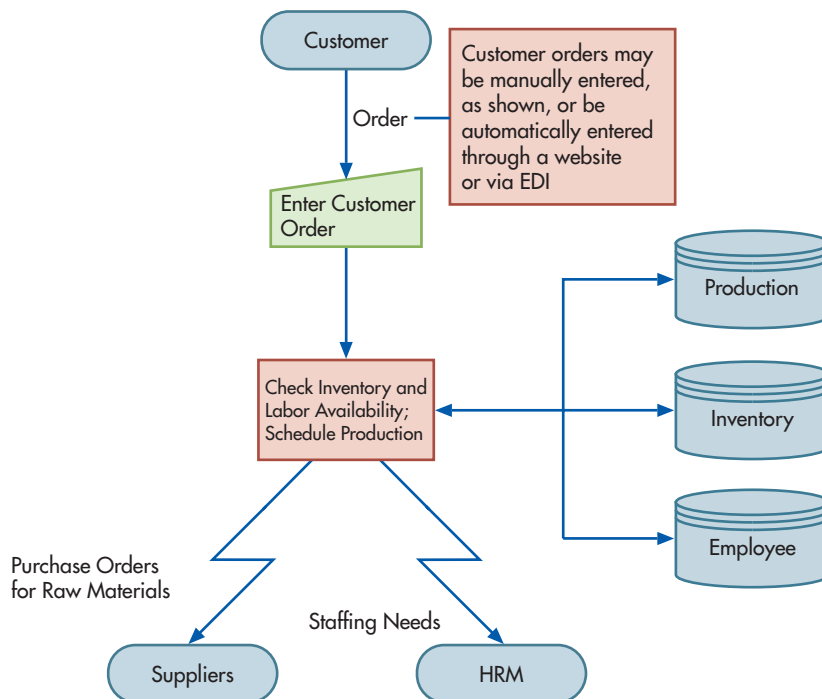 Customer
Customer orders may
be manually entered,
as shown, or be
automatically entered
through a website
or via EDI
Order
Enter Customer
Order
Production
Check Inventory and
Labor Availability;
Schedule Production
Inventory
Employee
Purchase Orders
for Raw Materials
Staffing Needs
Suppliers
HRM